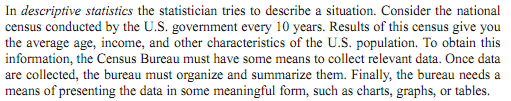 In descriptive statistics the statistician tries to describe a situation. Consider the national
census conducted by the U.S. government every 10 years. Results of this census give you
the average age, income, and other characteristics of the U.S. population. To obtain this
information, the Census Bureau must have some means to collect relevant data. Once data
are collected, the bureau must organize and summarize them. Finally, the bureau needs a
means of presenting the data in some meaningful form, such as charts, graphs, or tables.